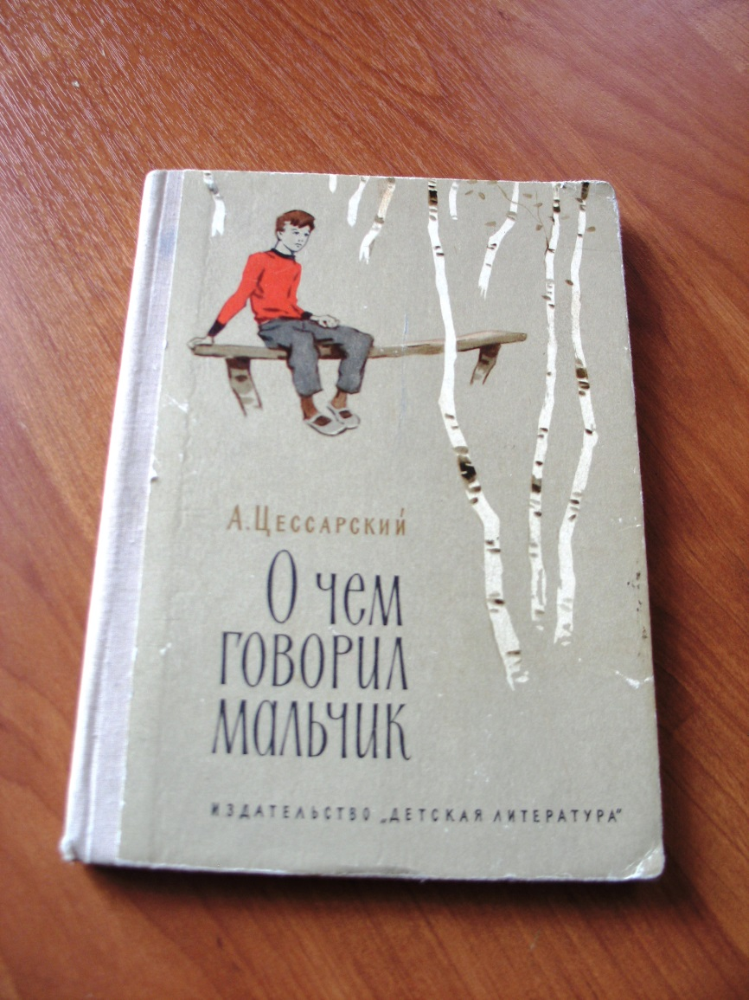 А. Цессарский
О чем
говорил
мальчик
ИЗДАТЕЛЬСТВО „ДЕТСКАЯ ЛИТЕРАТУРА"